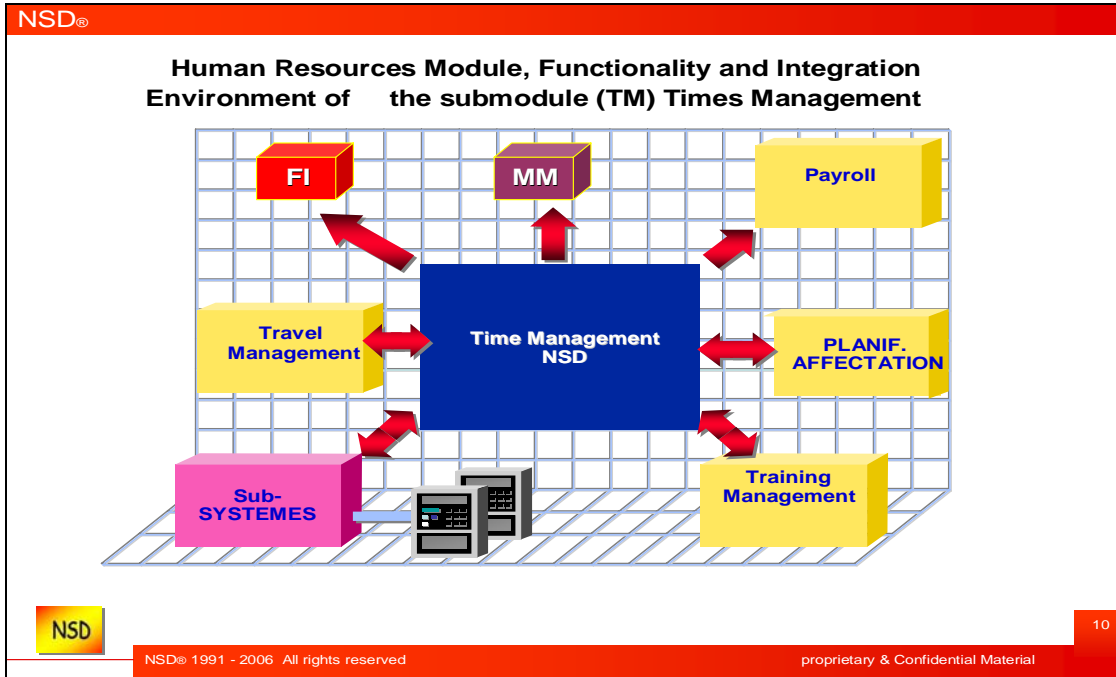 NSD®
Human Resources Module, Functionality and Integration
Environment of the submodule (TM) Times Management
FI
MM
Payroll
Travel
Management
Time Management
NSD
PLANIF.
AFFECTATION
Sub-
SYSTEMES
Training
Management
NSD
10
NSD® 1991 - 2006 All rights reserved
proprietary & Confidential Material